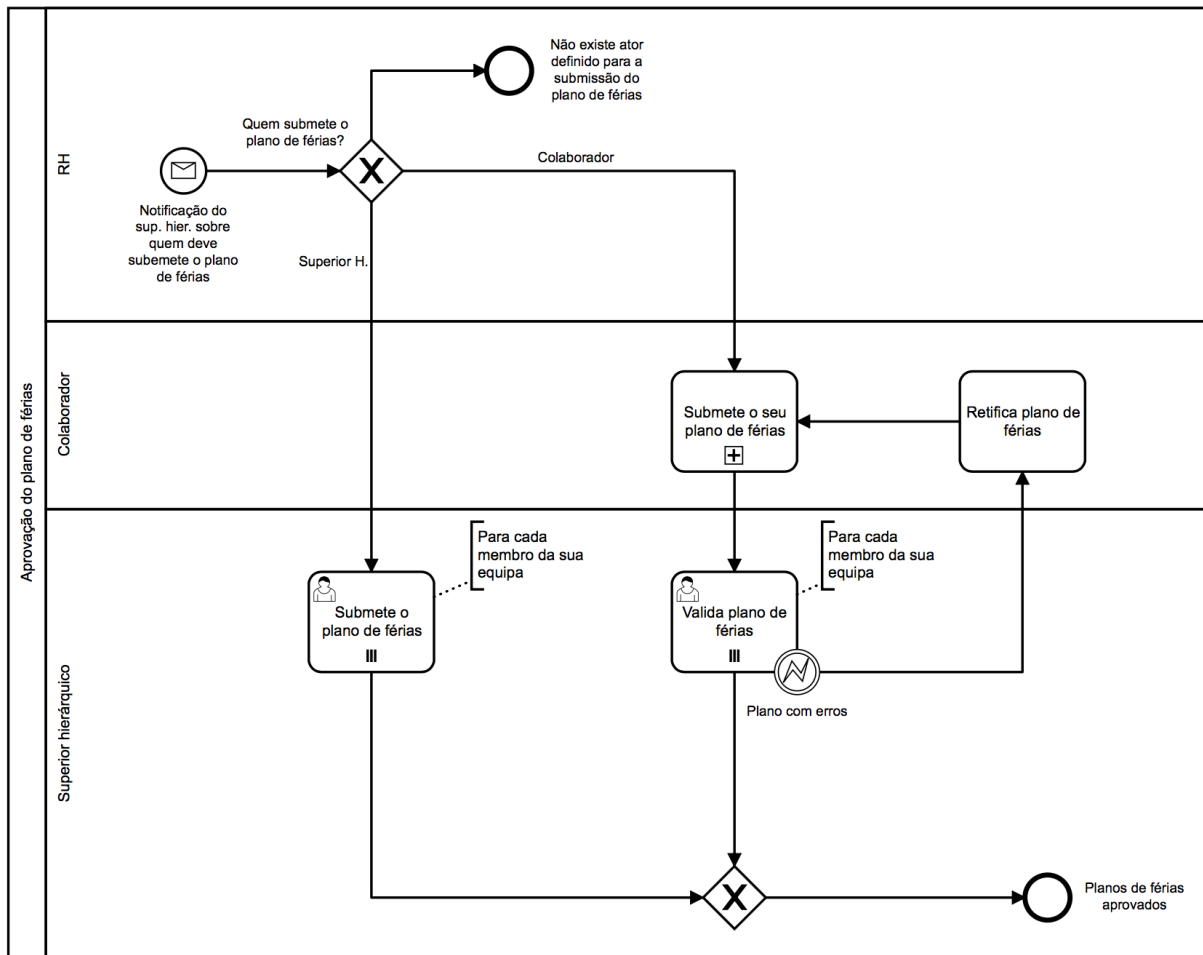 Aprovação do plano de férias
RH
Não existe ator
definido para a
submissão do
plano de férias
Quem submete o
plano de férias?
Colaborador
Notificação do
sup. hier. sobre
quem deve
subemete o plano
de férias
Superior H.
Colaborador
Submete o seu
plano de férias
Retifica plano de
férias
Superior hierárquico
Para cada
membro da sua
equipa
Para cada
membro da sua
equipa
Submete o
plano de férias
Valida plano de
férias
Plano com erros
Planos de férias
aprovados